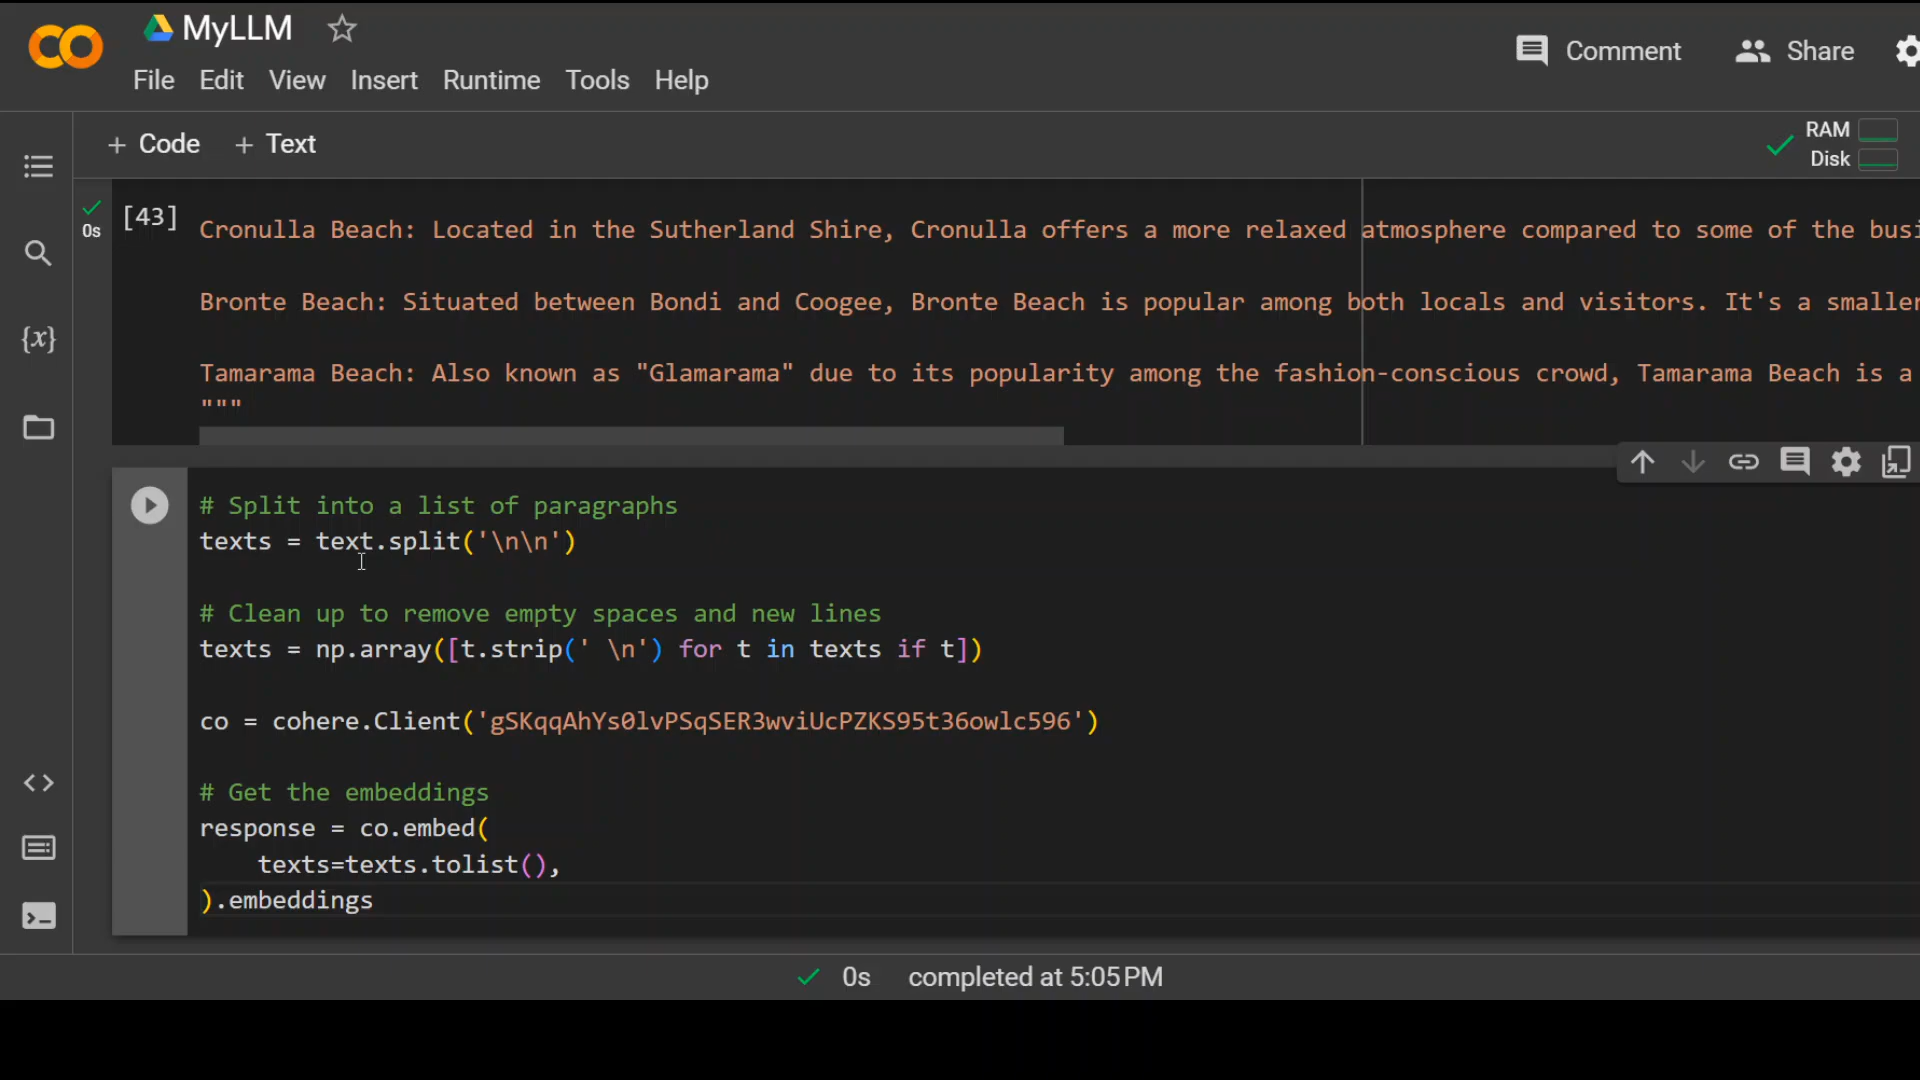 MyLLM
File Edit View Insert Runtime Tools Help
Comment Share
+ Code + Text
RAM
Disk
0s
[43]
Cronulla Beach: Located in the Sutherland Shire, Cronulla offers a more relaxed atmosphere compared to some of the busi
Bronte Beach: Situated between Bondi and Coogee, Bronte Beach is popular among both locals and visitors. It's a smaller
Tamarama Beach: Also known as "Glamarama" due to its popularity among the fashion-conscious crowd, Tamarama Beach is a
"""
# Split into a list of paragraphs
texts = text.split('\n\n')
# Clean up to remove empty spaces and new lines
texts = np.array([t.strip(' \n') for t in texts if t])
co = cohere.Client('gSKqqAhYs0lvPSqSER3wviUcPZKS95t36owlc596')
# Get the embeddings
response = co.embed(
    texts=texts.tolist(),
).embeddings
0s completed at 5:05 PM